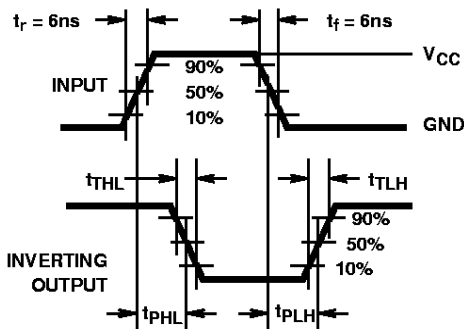 tr = 6ns
tf = 6ns
VCC
90%
INPUT
50%
10%
GND
tTHL
tTLH
90%
50%
INVERTING
OUTPUT
10%
tPHL
tPLH